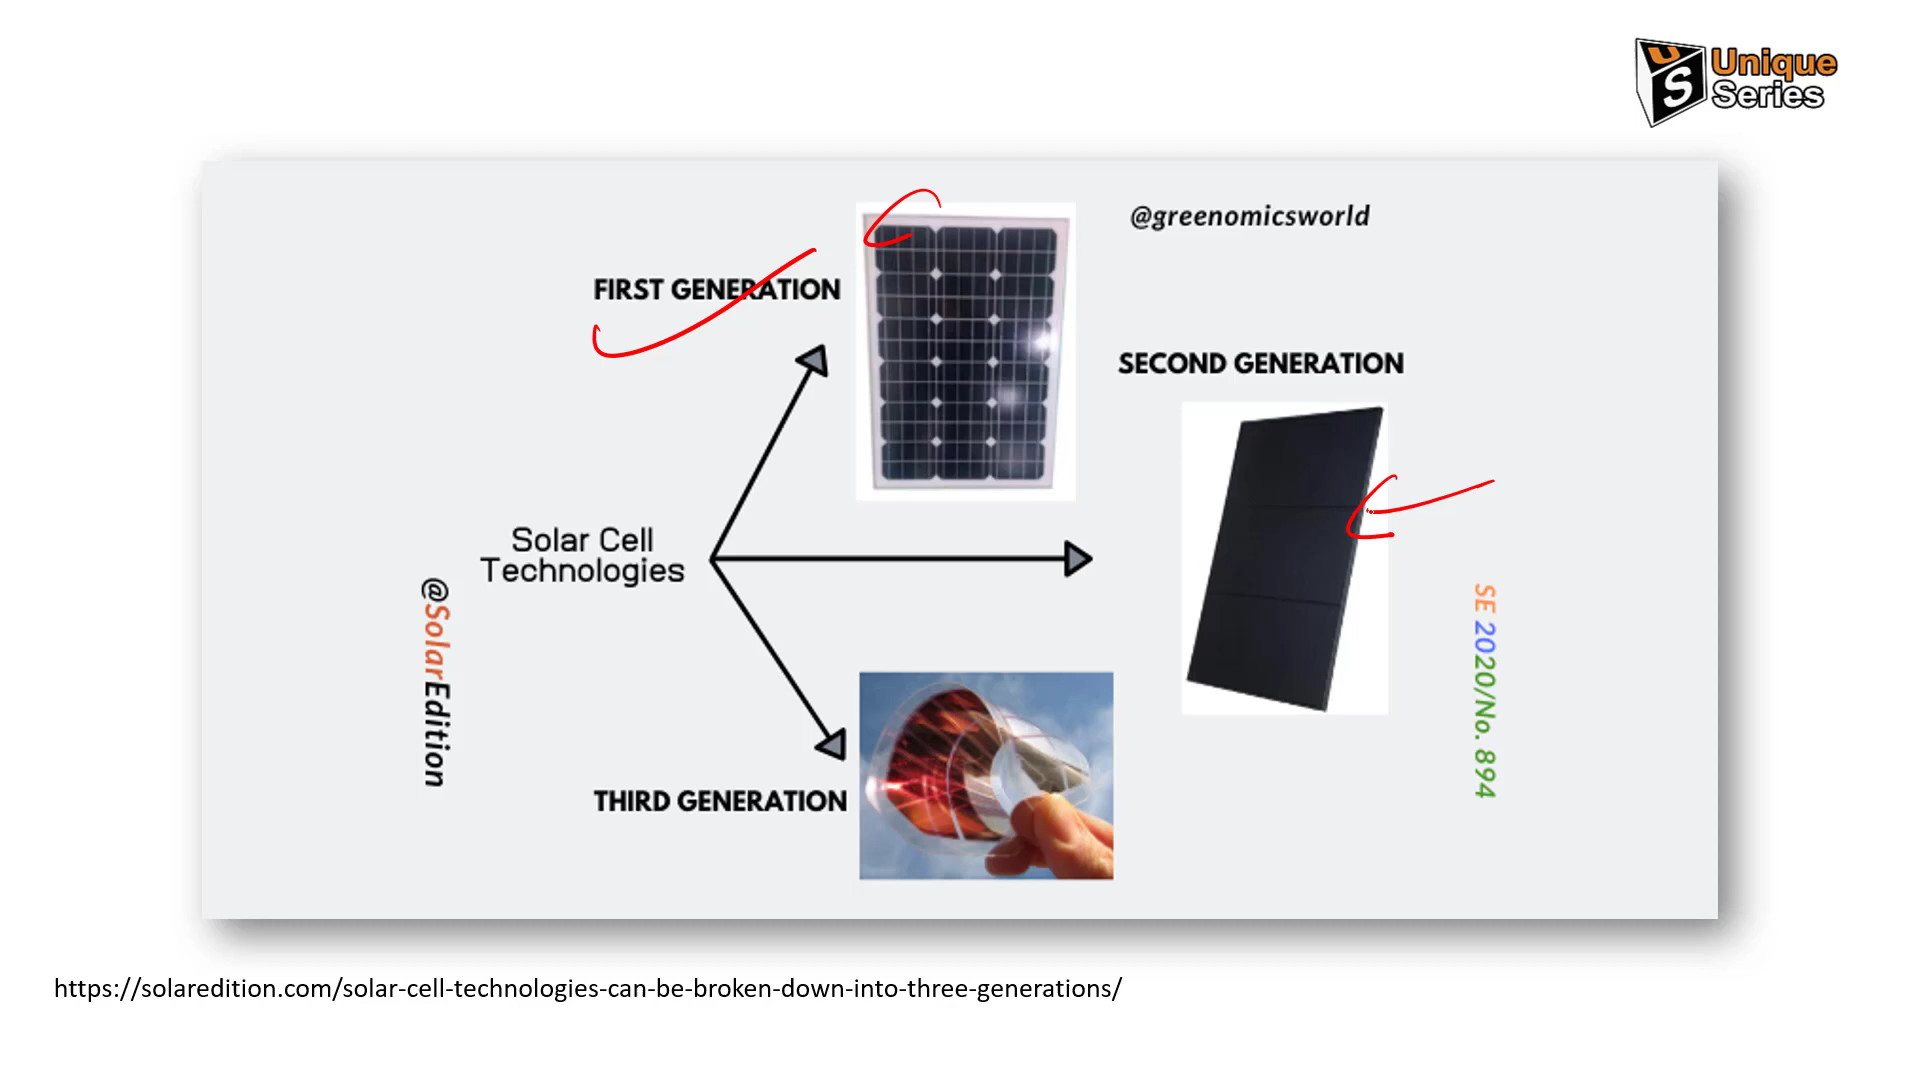 US Unique
Series
@greenomicsworld
FIRST GENERATION
SECOND GENERATION
Solar Cell
Technologies
@SolarEdition
SE 2020/No. 894
THIRD GENERATION
https://solaredition.com/solar-cell-technologies-can-be-broken-down-into-three-generations/